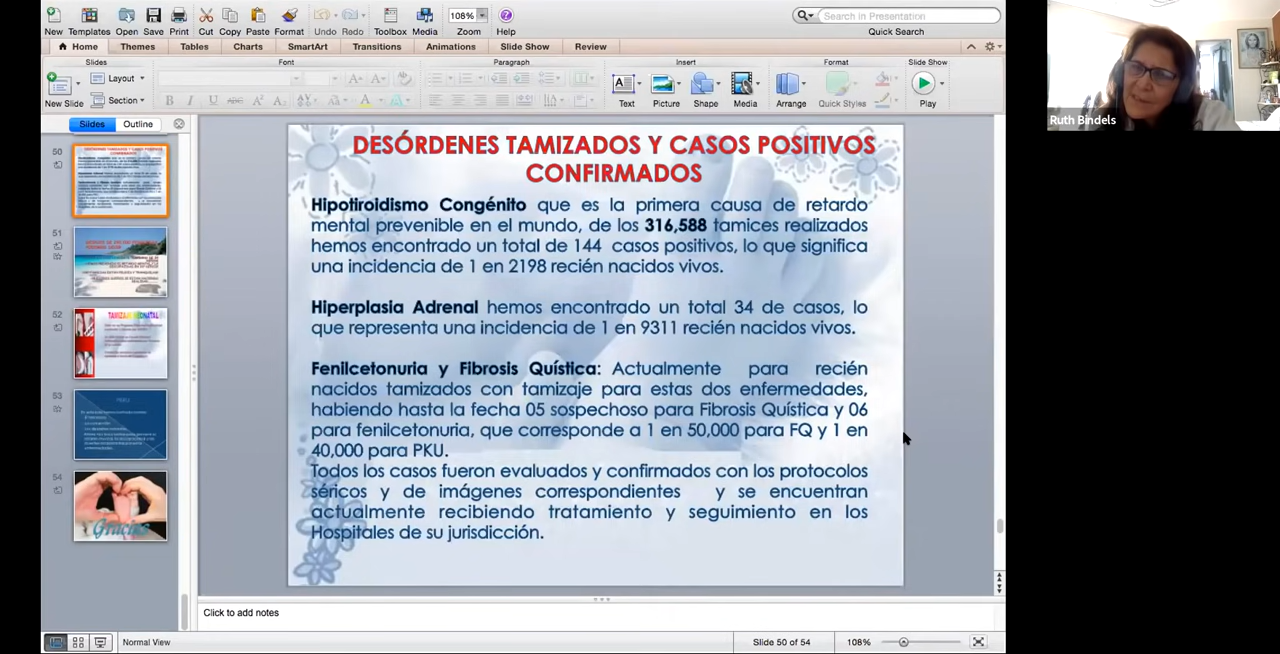 New Templates Open Save Print Cut Copy Paste Format Undo Redo Toolbox Media Zoom Help
108%
Search in Presentation
Quick Search
Home Themes Tables Charts SmartArt Transitions Animations Slide Show Review
Slides Font Paragraph Insert Format Slide Show
Layout
Section
New Slide
B I U ABC A² A₂
Text Picture Shape Media Arrange Quick Styles Play
Slides Outline
50
51
52
TAMIZAJE NEONATAL
53
54
Gracias
DESÓRDENES TAMIZADOS Y CASOS POSITIVOS
CONFIRMADOS
Hipotiroidismo Congénito que es la primera causa de retardo
mental prevenible en el mundo, de los 316,588 tamices realizados
hemos encontrado un total de 144 casos positivos, lo que significa
una incidencia de 1 en 2198 recién nacidos vivos.
Hiperplasia Adrenal hemos encontrado un total 34 de casos, lo
que representa una incidencia de 1 en 9311 recién nacidos vivos.
Fenilcetonuria y Fibrosis Quística: Actualmente para recién
nacidos tamizados con tamizaje para estas dos enfermedades,
habiendo hasta la fecha 05 sospechoso para Fibrosis Quística y 06
para fenilcetonuria, que corresponde a 1 en 50,000 para FQ y 1 en
40,000 para PKU.
Todos los casos fueron evaluados y confirmados con los protocolos
séricos y de imágenes correspondientes y se encuentran
actualmente recibiendo tratamiento y seguimiento en los
Hospitales de su jurisdicción.
Click to add notes
Normal View
Slide 50 of 54
108%
Ruth Bindels